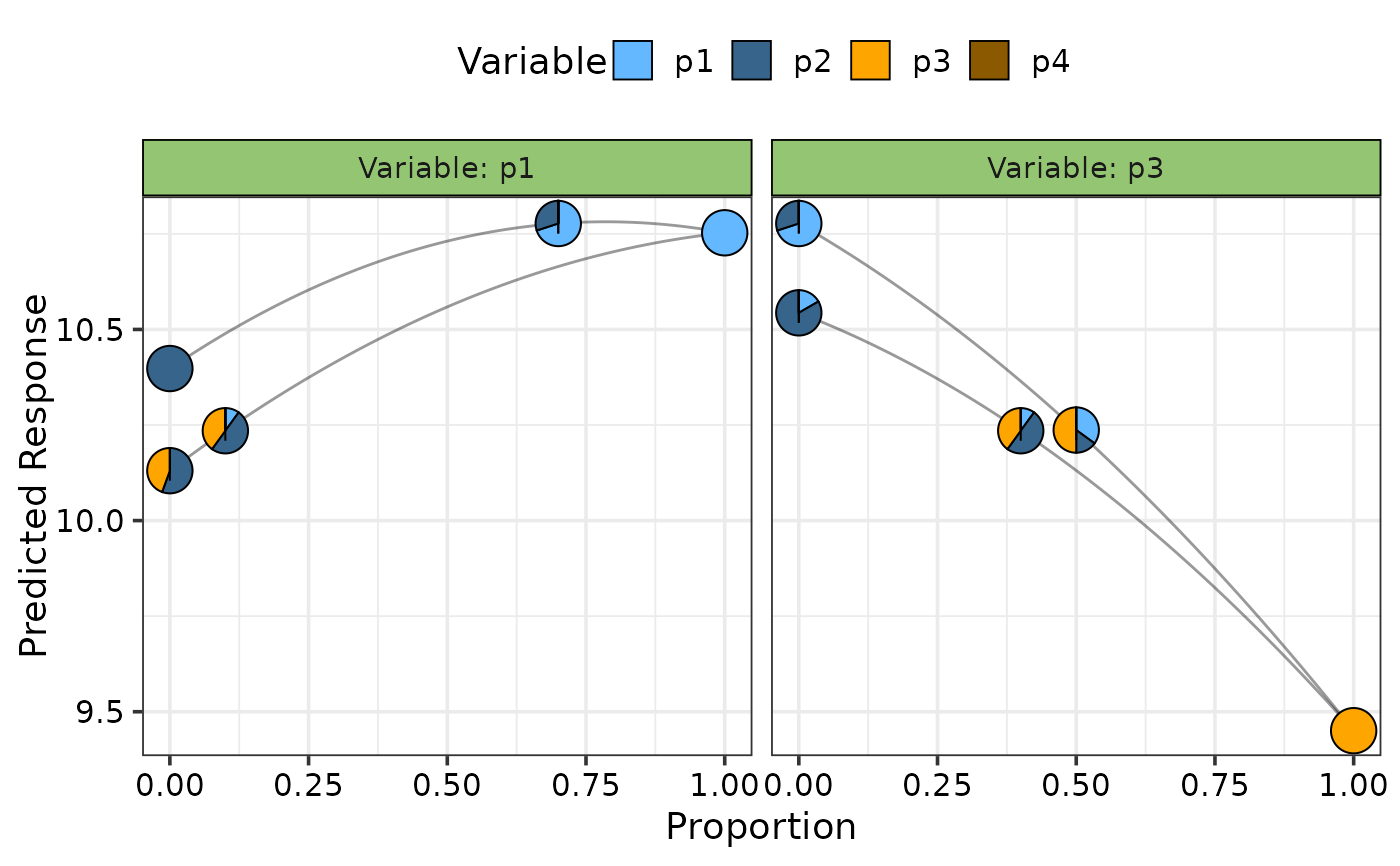 Variable p1 p2 p3 p4
Variable: p1 Variable: p3
Predicted Response
10.5
10.0
9.5
0.00 0.25 0.50 0.75 1.00 0.00 0.25 0.50 0.75 1.00
Proportion